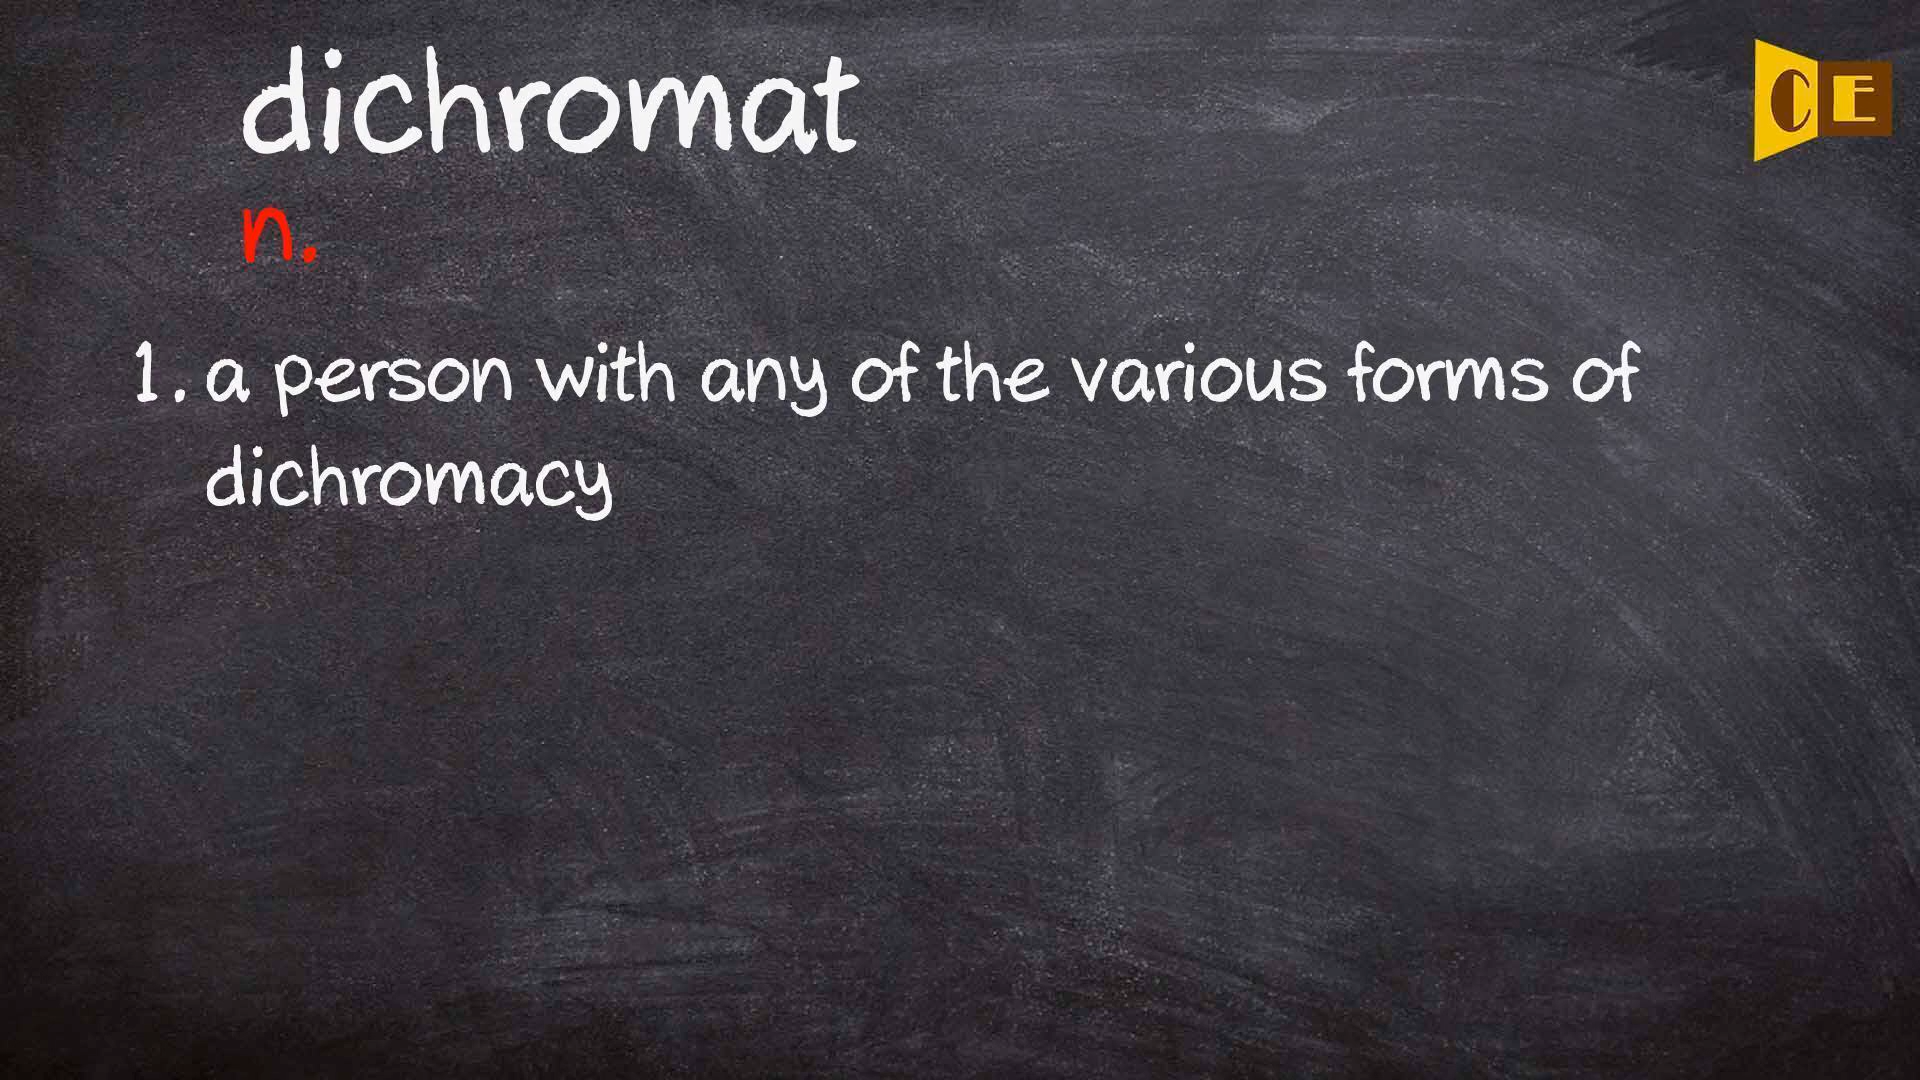 dichromat
CE
n.
1. a person with any of the various forms of
dichromacy